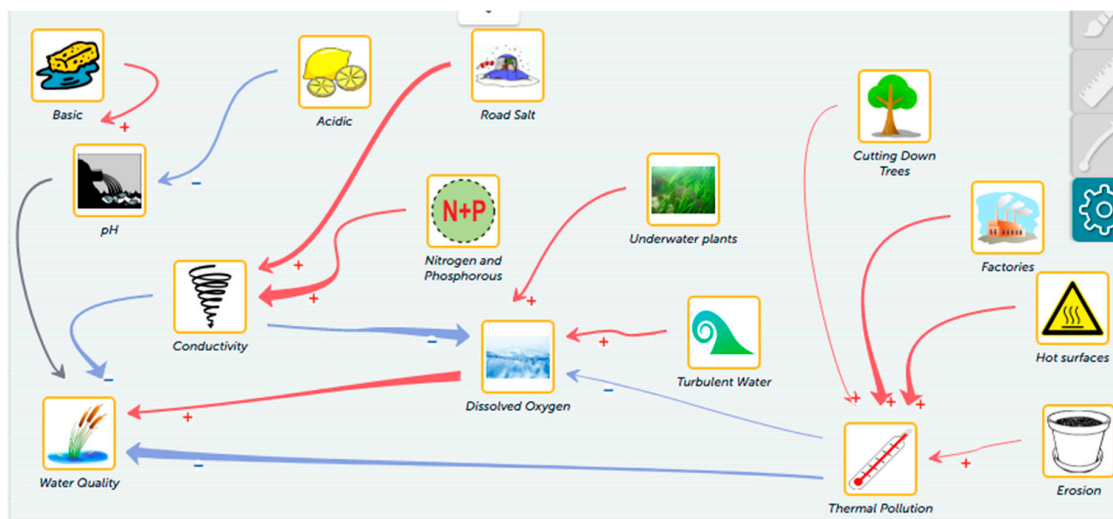 Basic
Acidic
Road Salt
Cutting Down
Trees
+
pH
−
N+P
Nitrogen and
Phosphorous
Underwater plants
Factories
+
+
+
Conductivity
−
+
Turbulent Water
Hot surfaces
Dissolved Oxygen
−
−
+
+
+
+
Water Quality
−
Thermal Pollution
+
Erosion